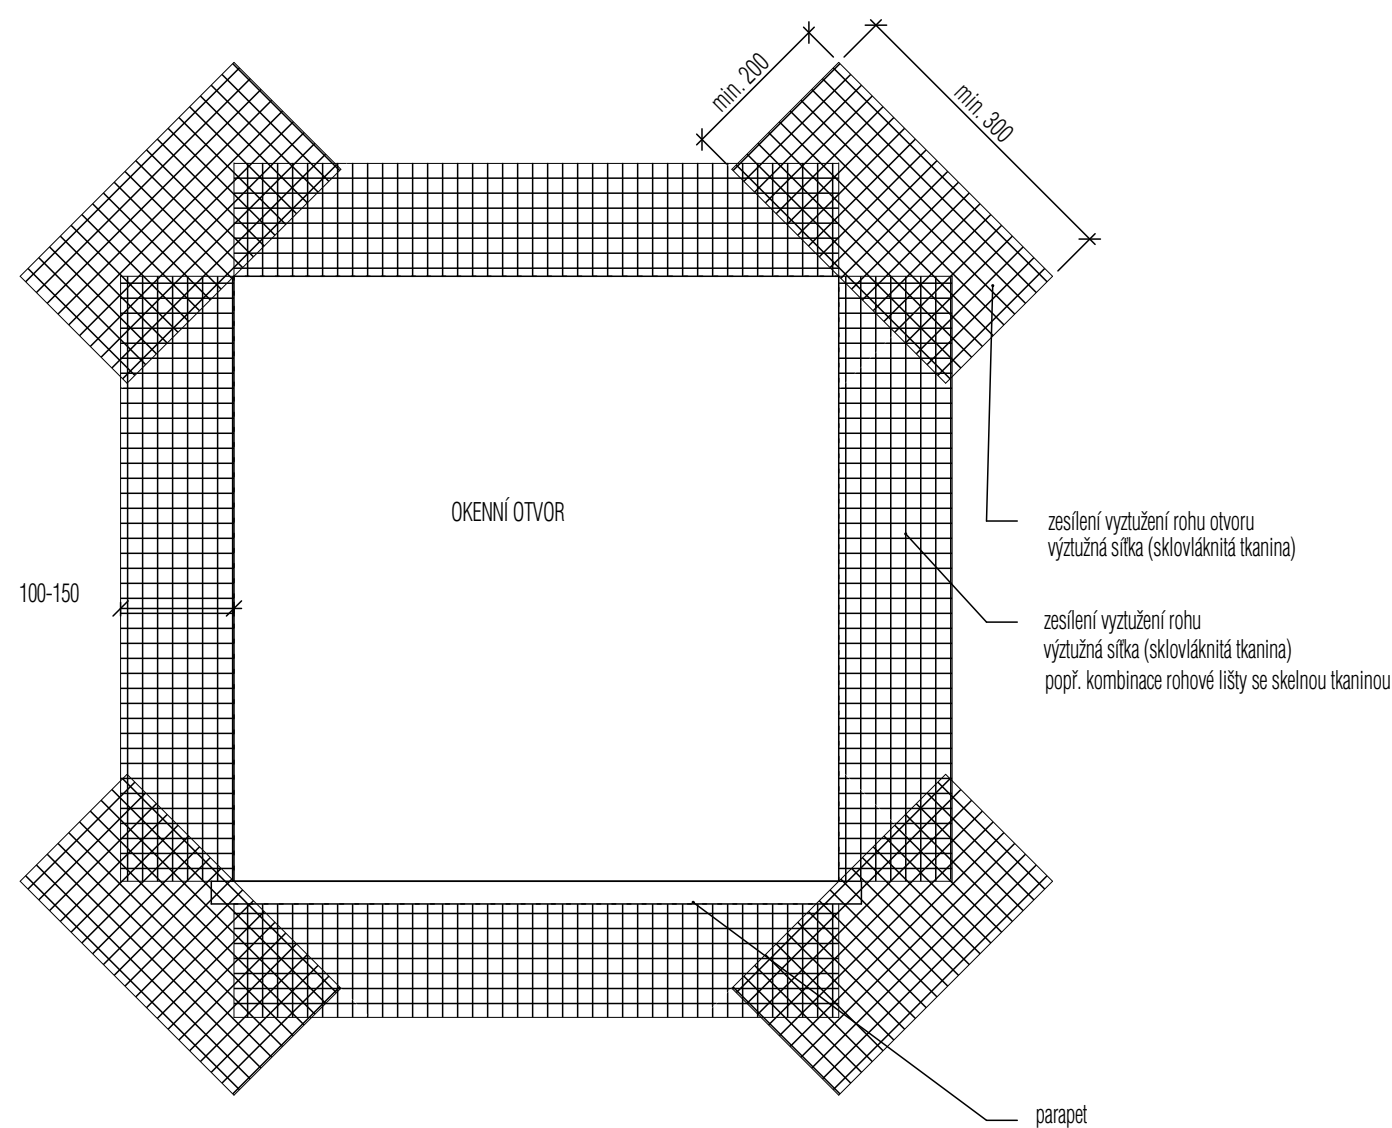 min. 200
min. 300
OKENNÍ OTVOR
zesílení vyztužení rohu otvoru
výztužná síťka (sklovláknitá tkanina)
100-150
zesílení vyztužení rohu
výztužná síťka (sklovláknitá tkanina)
popř. kombinace rohové lišty se skelnou tkaninou
parapet